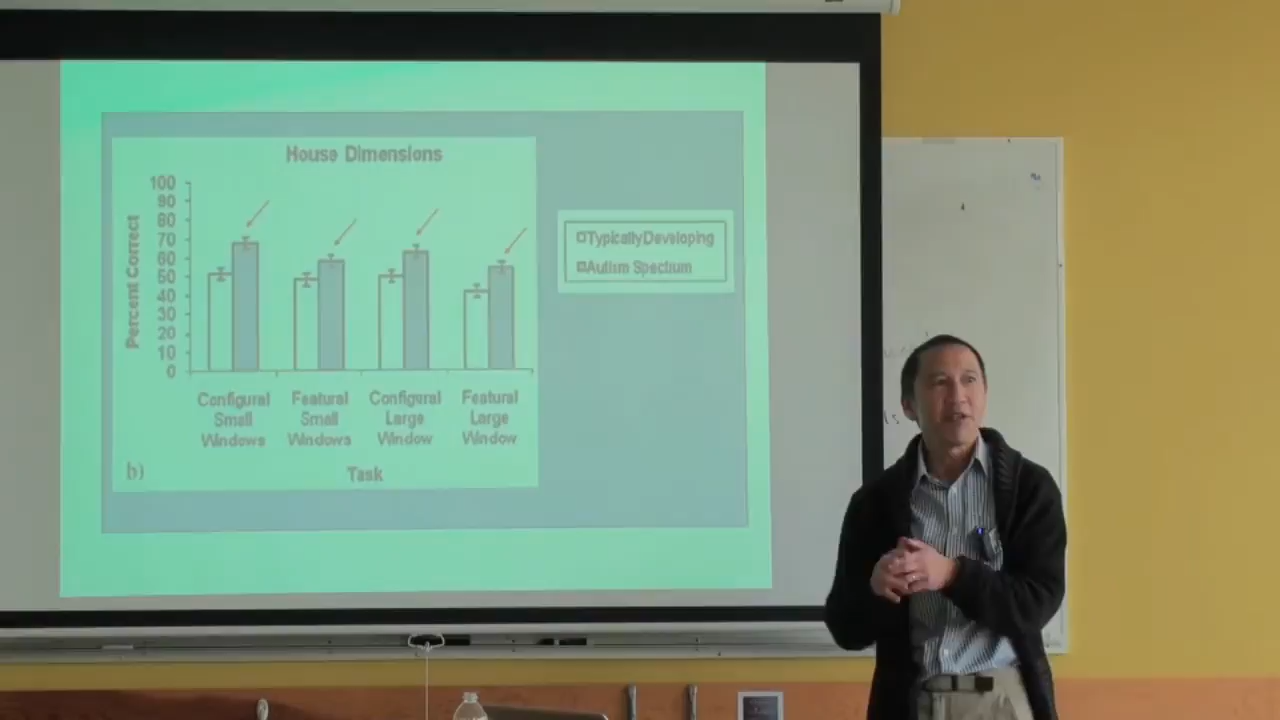 House Dimensions
100
90
80
70
60
50
40
30
20
10
0
Percent Correct
Configural
Small
Windows
Featural
Small
Windows
Configural
Large
Window
Featural
Large
Window
Task
b)
Typically Developing
Autism Spectrum